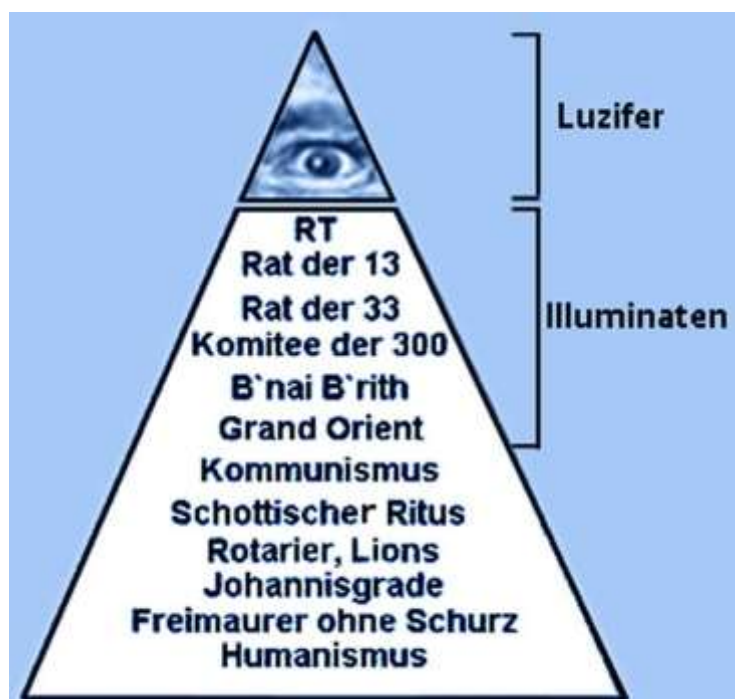 Luzifer
RT
Rat der 13
Rat der 33
Illuminaten
Komitee der 300
B`nai B`rith
Grand Orient
Kommunismus
Schottischer Ritus
Rotarier, Lions
Johannisgrade
Freimaurer ohne Schurz
Humanismus